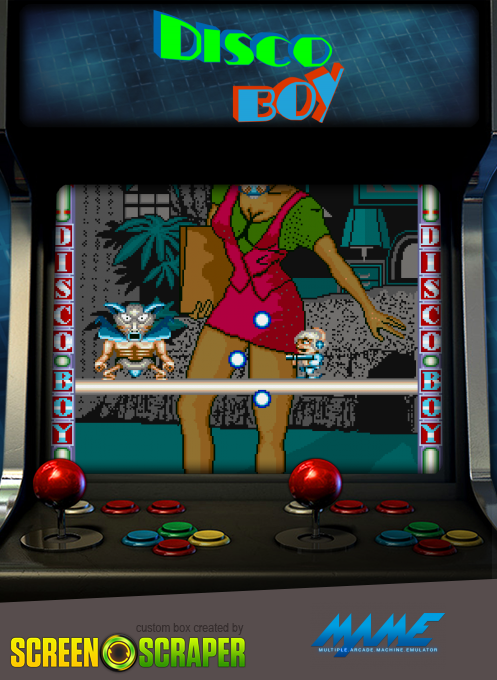 DISCO
BOY
DISCO BOY
DISCO BOY
custom box created by
SCREEN SCRAPER
MAME
MULTIPLE ARCADE MACHINE EMULATOR